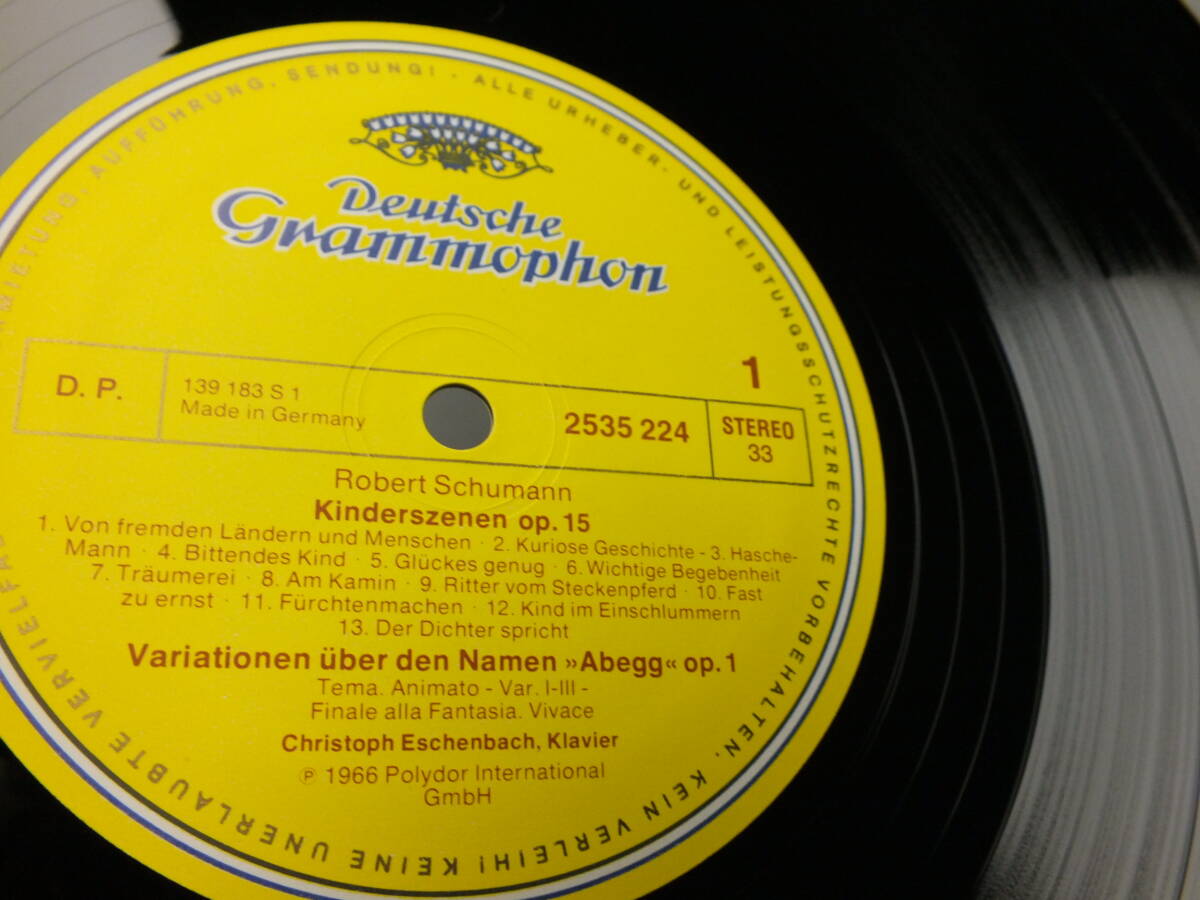 Deutsche
Grammophon
1
D. P.
139 183 S 1
Made in Germany
2535 224
STEREO
33
Robert Schumann
Kinderszenen op. 15
1. Von fremden Ländern und Menschen · 2. Kuriose Geschichte - 3. Hasche-
Mann · 4. Bittendes Kind · 5. Glückes genug · 6. Wichtige Begebenheit
7. Träumerei · 8. Am Kamin · 9. Ritter vom Steckenpferd · 10. Fast
zu ernst · 11. Fürchtenmachen · 12. Kind im Einschlummern
13. Der Dichter spricht
Variationen über den Namen »Abegg« op. 1
Tema. Animato - Var. I-III -
Finale alla Fantasia. Vivace
Christoph Eschenbach, Klavier
Ⓟ 1966 Polydor International
GmbH
AUFFÜHRUNG, SENDUNG! · ALLE URHEBER- UND LEISTUNGSSCHUTZRECHTE VORBEHALTEN. KEIN VERLEIH! KEINE UNERLAUBTE